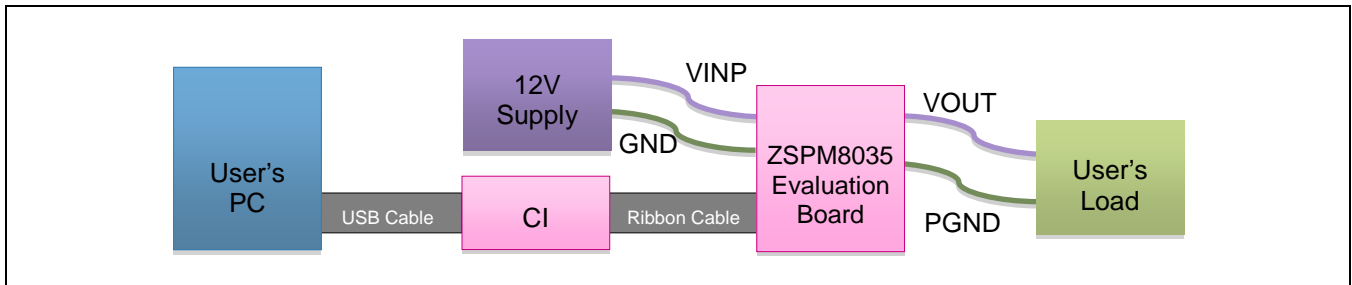 User's
PC
USB Cable
12V
Supply
VINP
GND
CI
Ribbon Cable
ZSPM8035
Evaluation
Board
VOUT
PGND
User's
Load